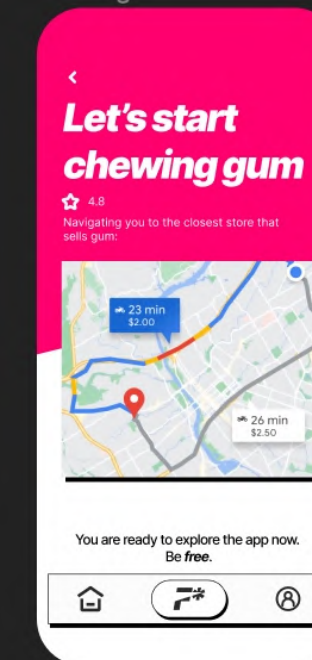 Let's start
chewing gum
4.8
Navigating you to the closest store that
sells gum:
23 min
$2.00
26 min
$2.50
You are ready to explore the app now.
Be free.